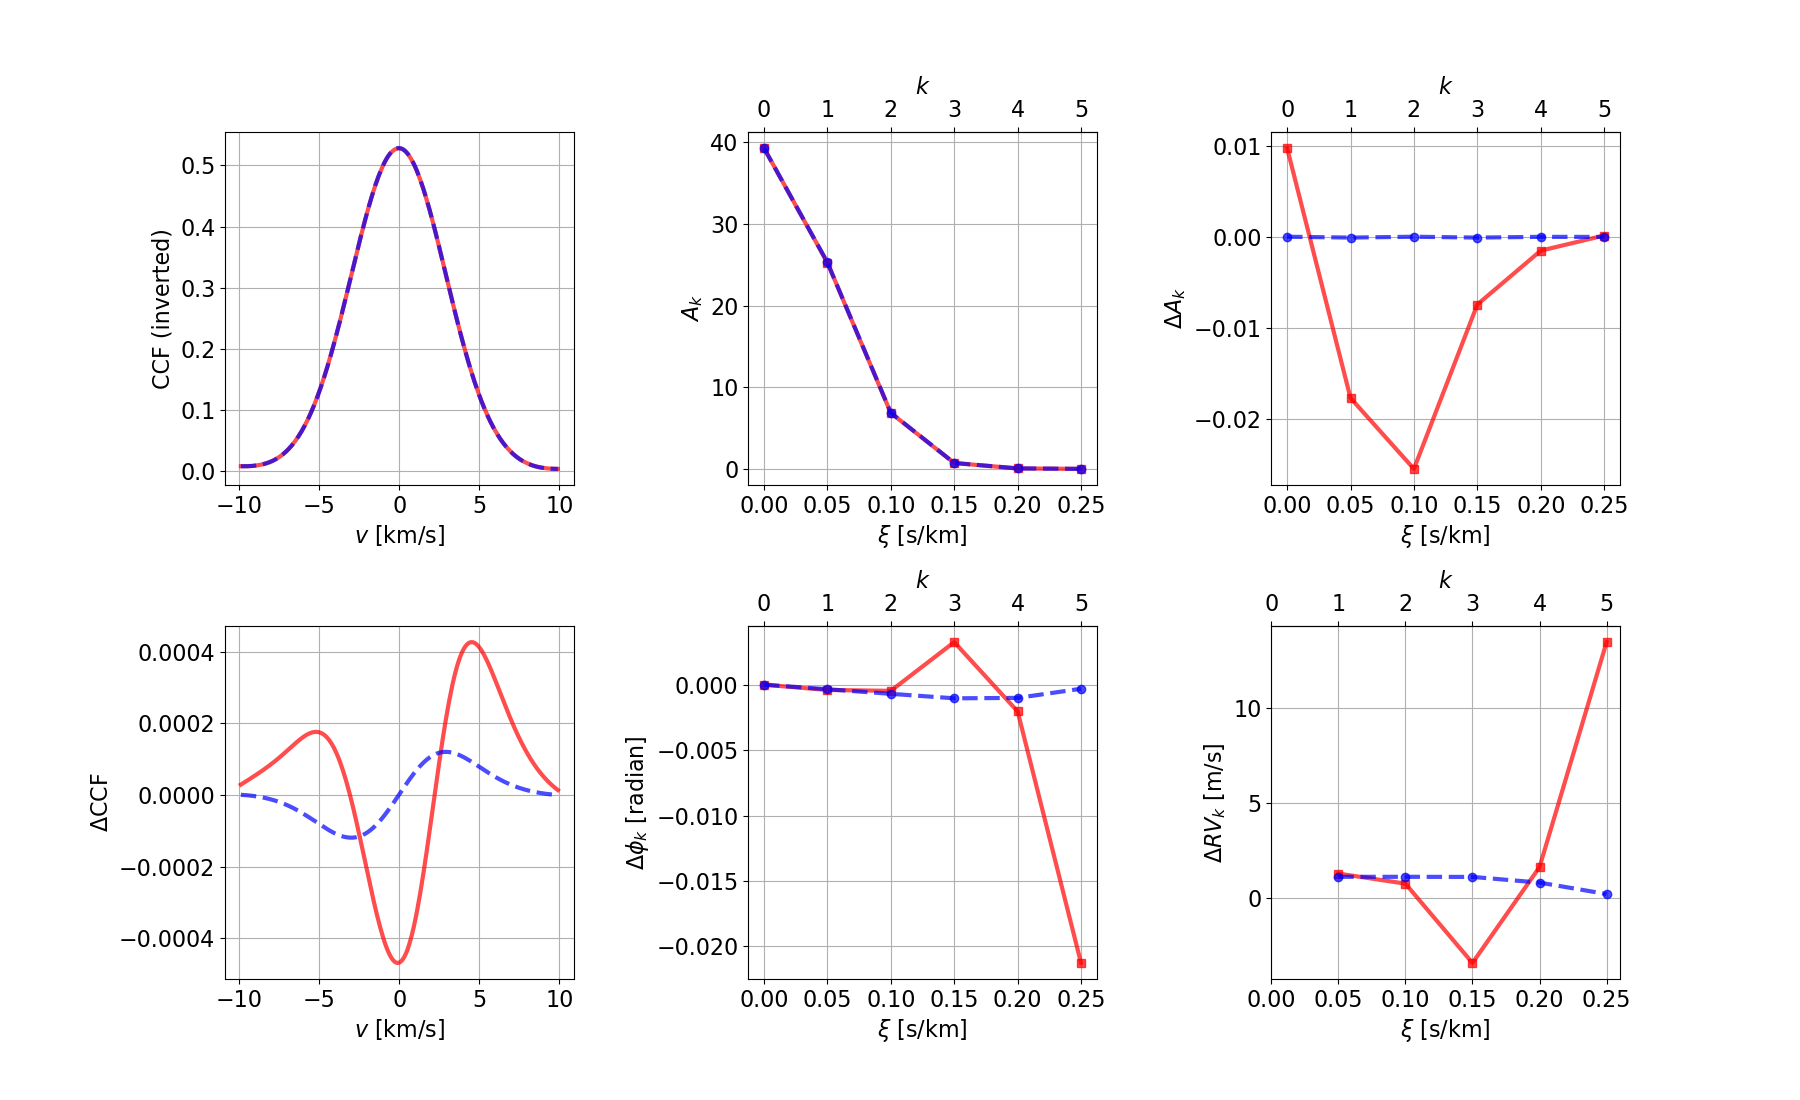 k
k
0 1 2 3 4 5
0 1 2 3 4 5
CCF (inverted)
0.5
0.4
0.3
0.2
0.1
0.0
−10 −5 0 5 10
v [km/s]
A_k
40
30
20
10
0
0.00 0.05 0.10 0.15 0.20 0.25
ξ [s/km]
ΔA_k
0.01
0.00
−0.01
−0.02
0.00 0.05 0.10 0.15 0.20 0.25
ξ [s/km]
k
k
0 1 2 3 4 5
0 1 2 3 4 5
ΔCCF
0.0004
0.0002
0.0000
−0.0002
−0.0004
−10 −5 0 5 10
v [km/s]
Δϕ_k [radian]
0.000
−0.005
−0.010
−0.015
−0.020
0.00 0.05 0.10 0.15 0.20 0.25
ξ [s/km]
ΔRV_k [m/s]
10
5
0
0.00 0.05 0.10 0.15 0.20 0.25
ξ [s/km]